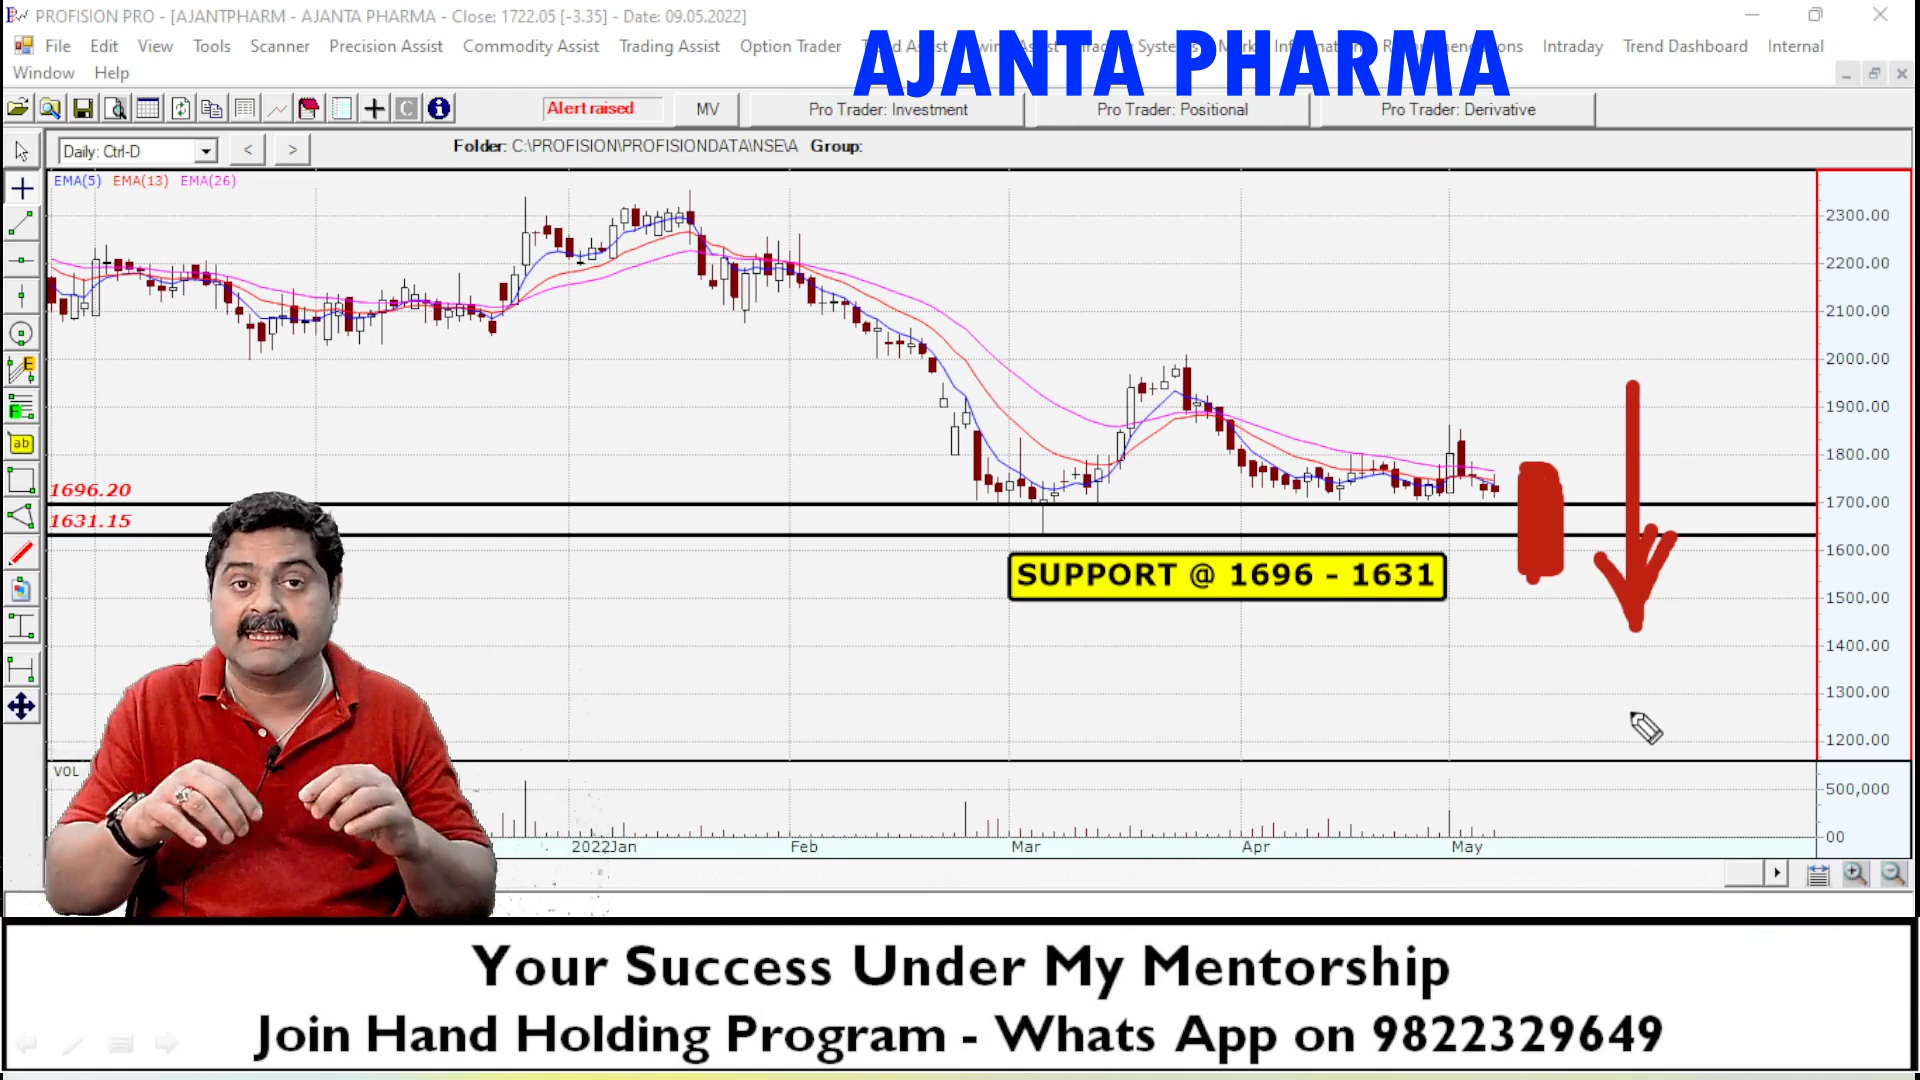 PROFISION PRO - [AJANTPHARM - AJANTA PHARMA - Close: 1722.05 [-3.35] - Date: 09.05.2022]
AJANTA PHARMA
File Edit View Tools Scanner Precision Assist Commodity Assist Trading Assist Option Trader Intraday Trend Dashboard Internal
Window Help
Alert raised MV Pro Trader: Investment Pro Trader: Positional Pro Trader: Derivative
Daily: Ctrl-D < > Folder: C:\PROFISION\PROFISIONDATA\NSE\A Group:
EMA(5) EMA(13) EMA(26)
2300.00
2200.00
2100.00
2000.00
1900.00
1800.00
1696.20
1700.00
1631.15
1600.00
SUPPORT @ 1696 - 1631
1500.00
1400.00
1300.00
1200.00
VOL
500,000
00
2022Jan Feb Mar Apr May
Your Success Under My Mentorship
Join Hand Holding Program - Whats App on 9822329649